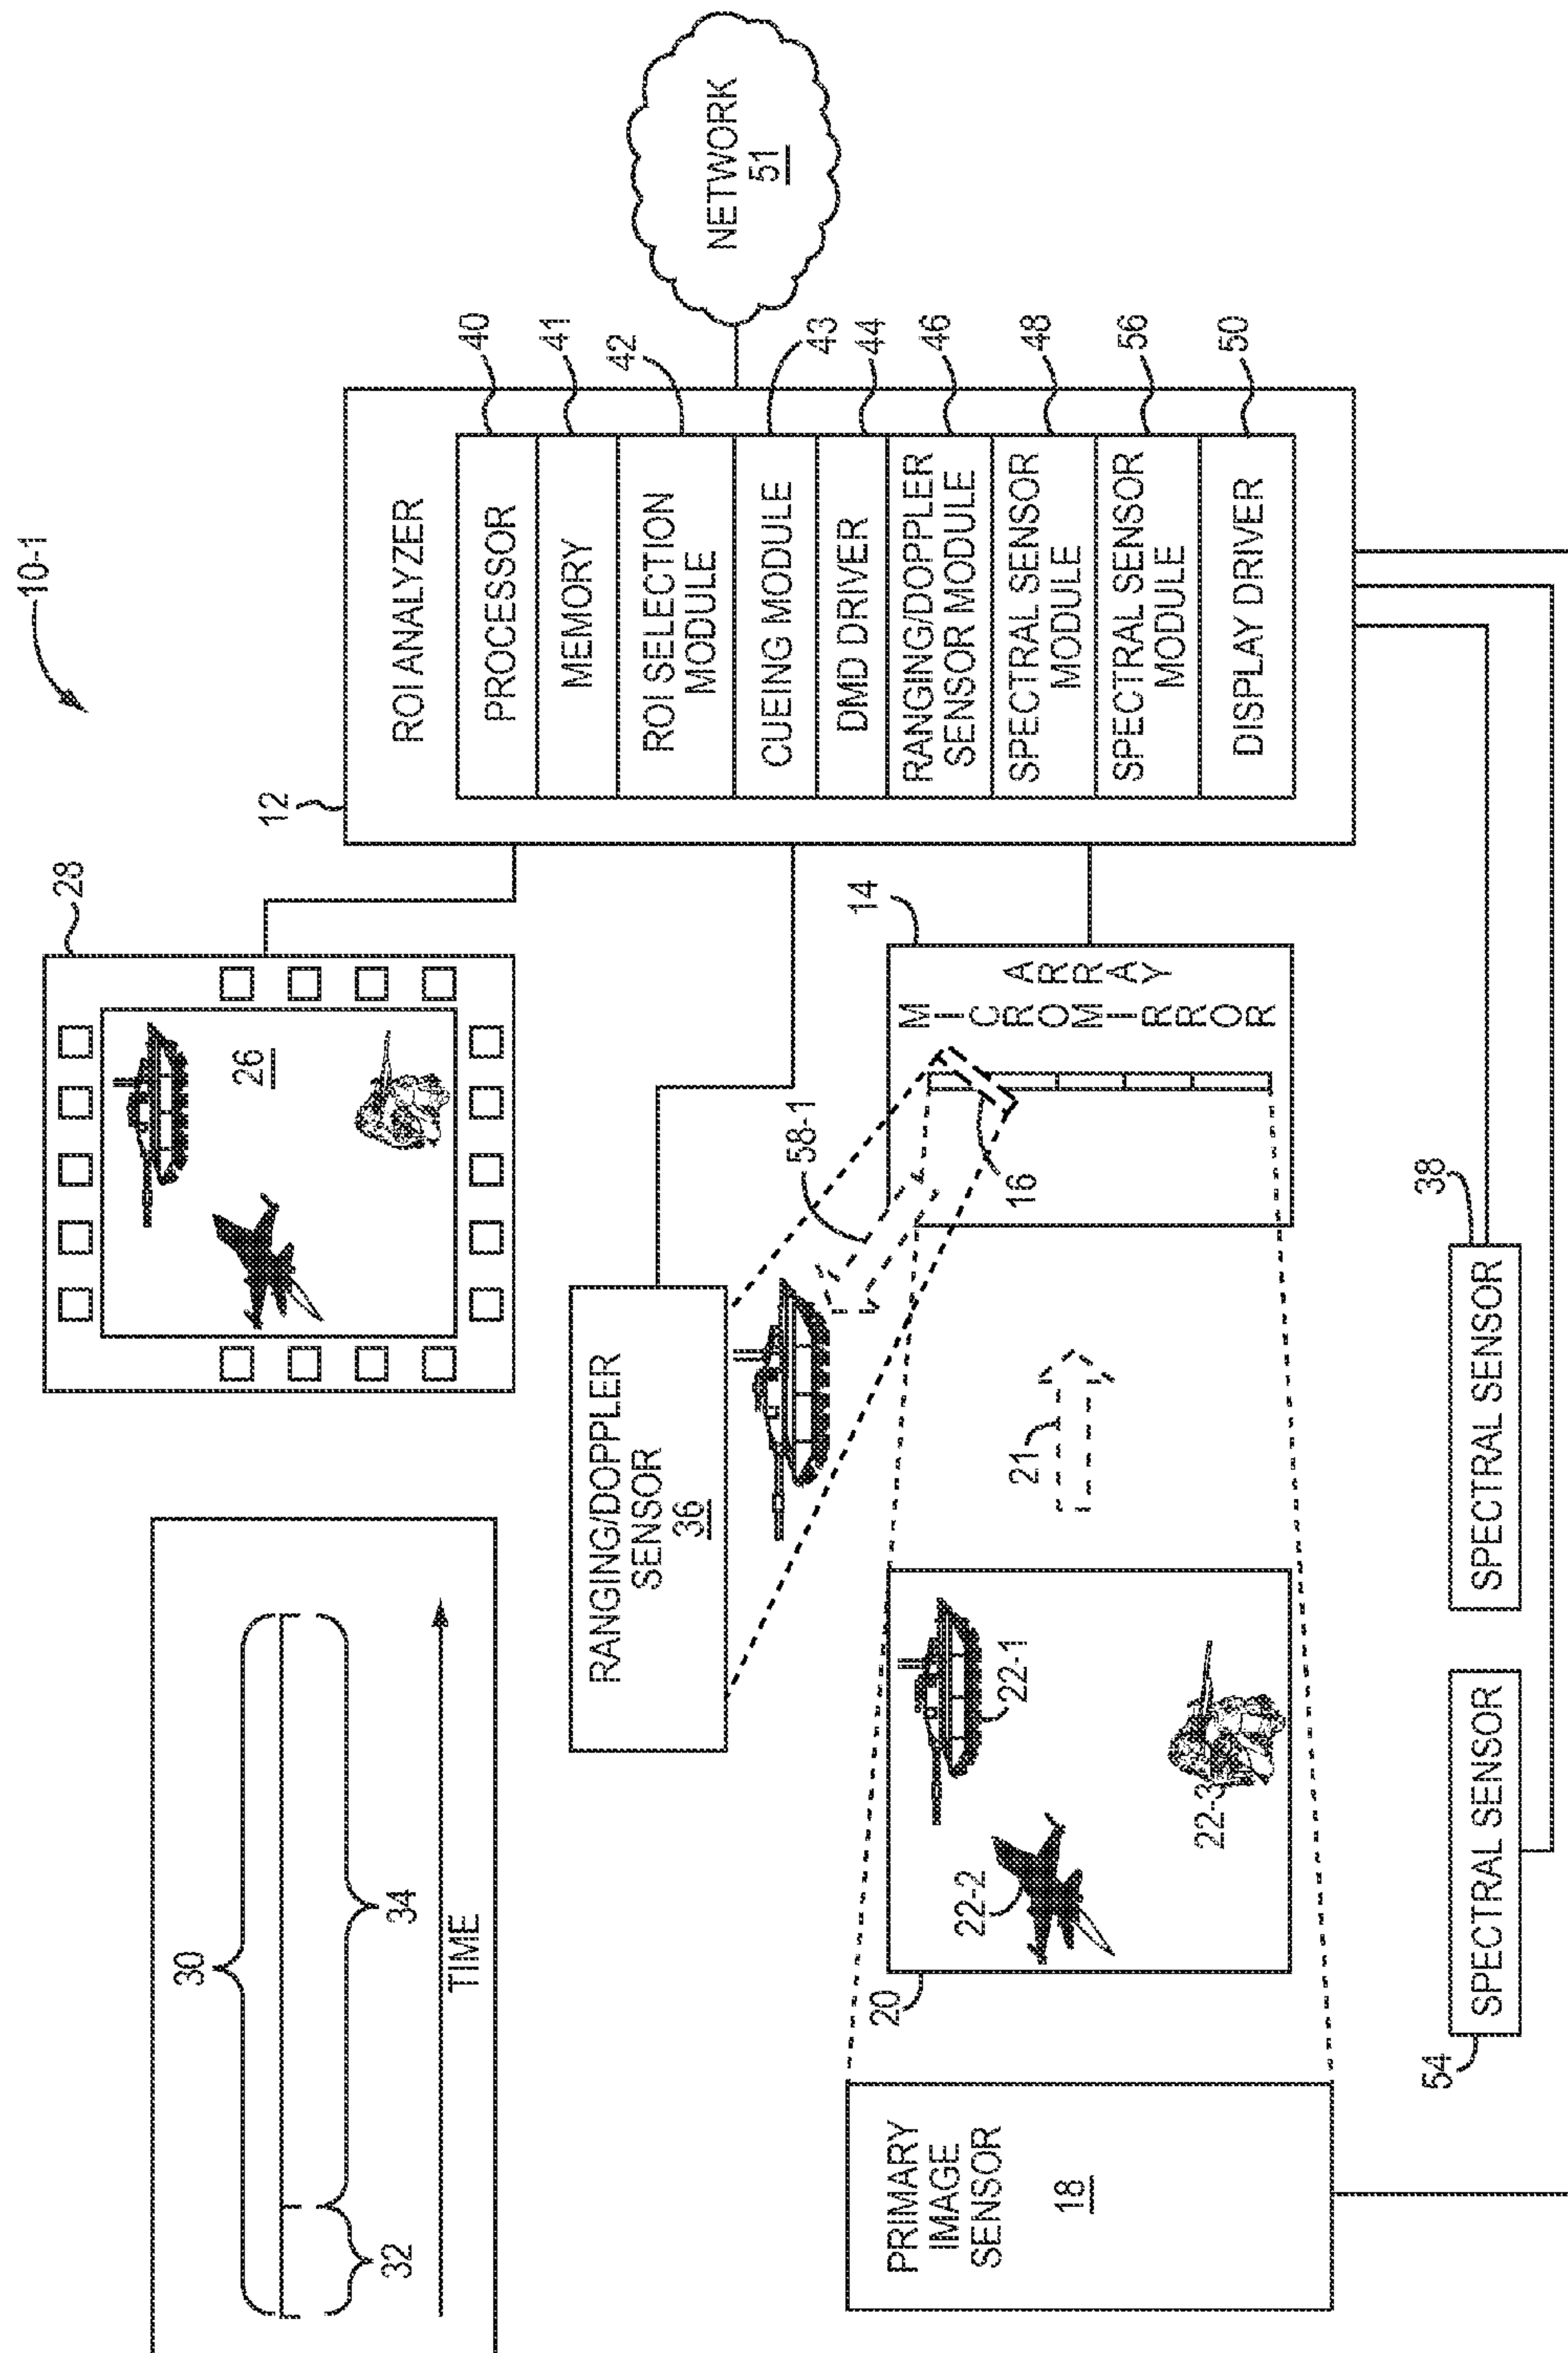 10-1
30
32
34
TIME
28
26
12
ROI ANALYZER
PROCESSOR
40
MEMORY
41
ROI SELECTION
MODULE
42
CUEING MODULE
43
DMD DRIVER
44
RANGING/DOPPLER
SENSOR MODULE
46
SPECTRAL SENSOR
MODULE
48
SPECTRAL SENSOR
MODULE
56
DISPLAY DRIVER
50
NETWORK
51
RANGING/DOPPLER
SENSOR
36
58-1
14
MICROMIRROR
ARRAY
16
21
PRIMARY
IMAGE
SENSOR
18
20
22-1
22-2
22-3
54
SPECTRAL SENSOR
SPECTRAL SENSOR
38